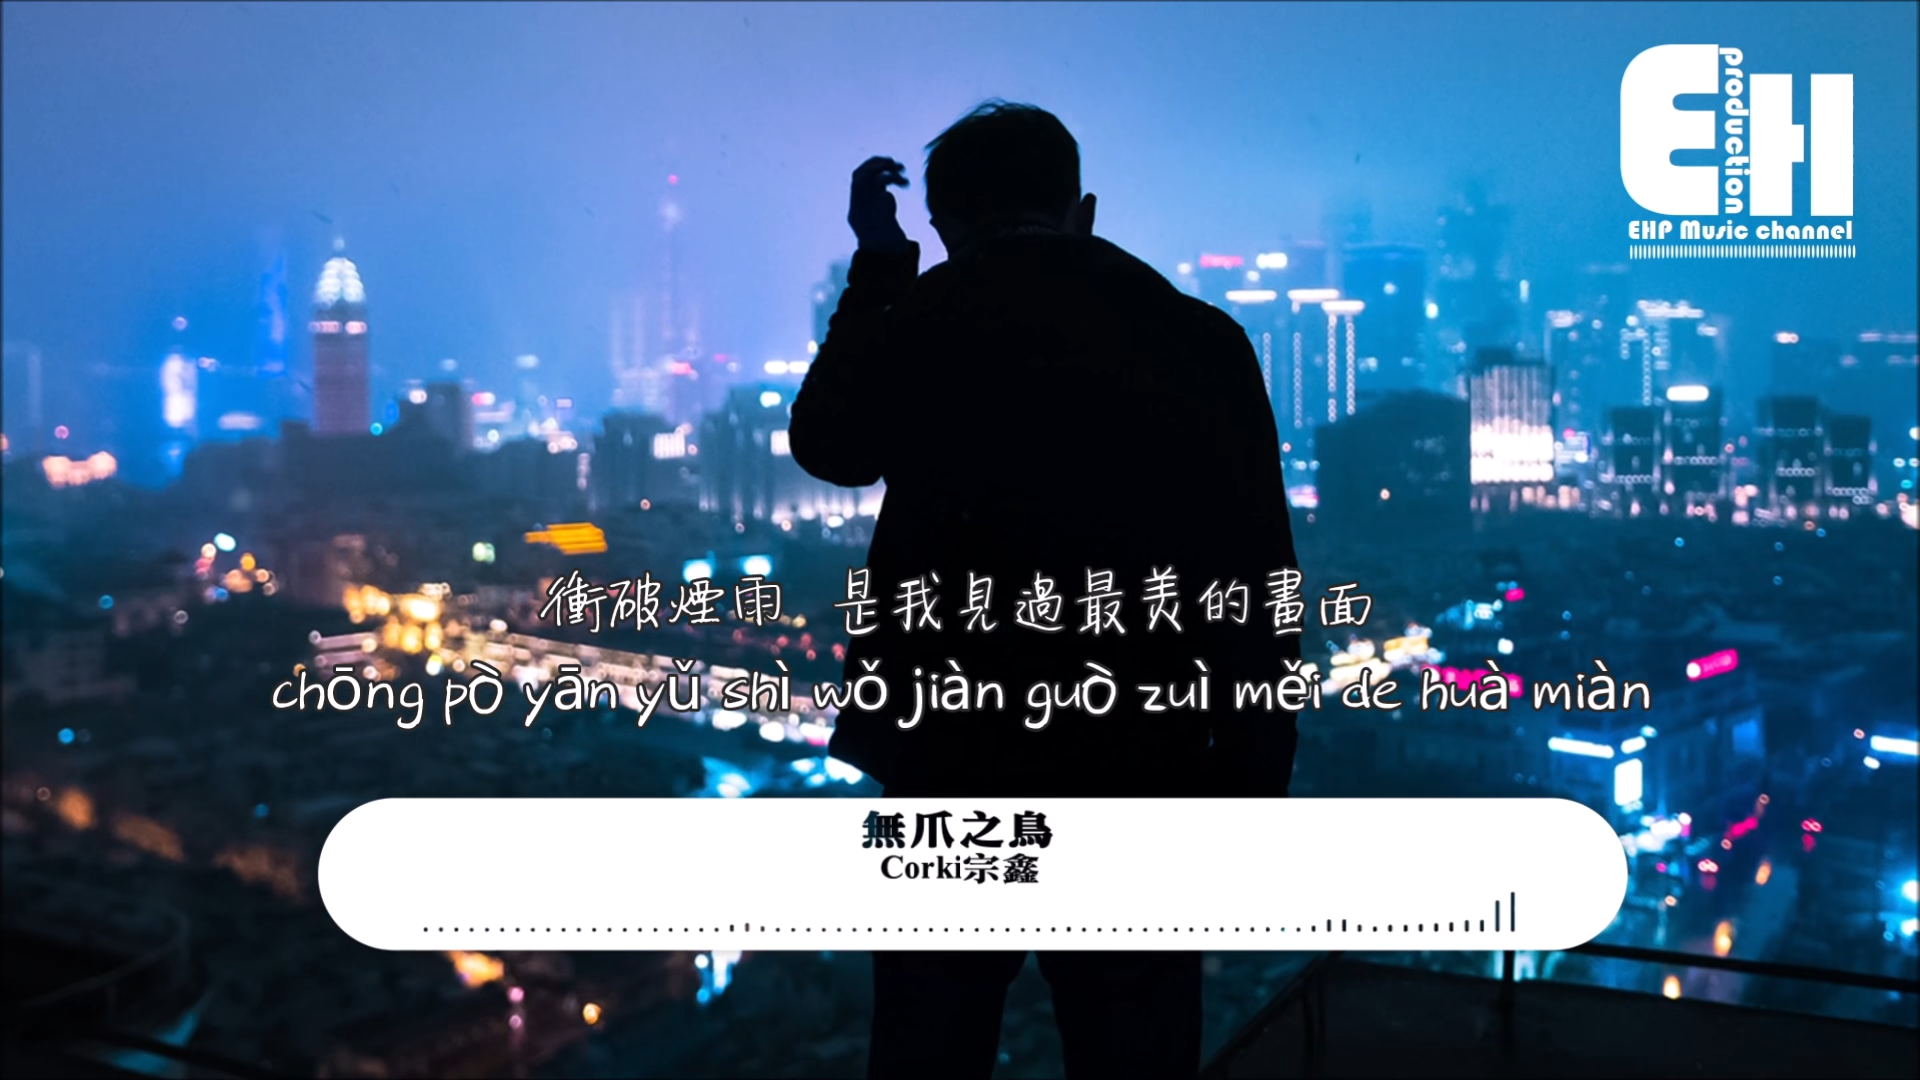 EH
production
EHP Music channel
衝破煙雨 是我見過最美的畫面
chōng pò yān yǔ shì wǒ jiàn guò zuì měi de huà miàn
無爪之鳥
Corki宗鑫